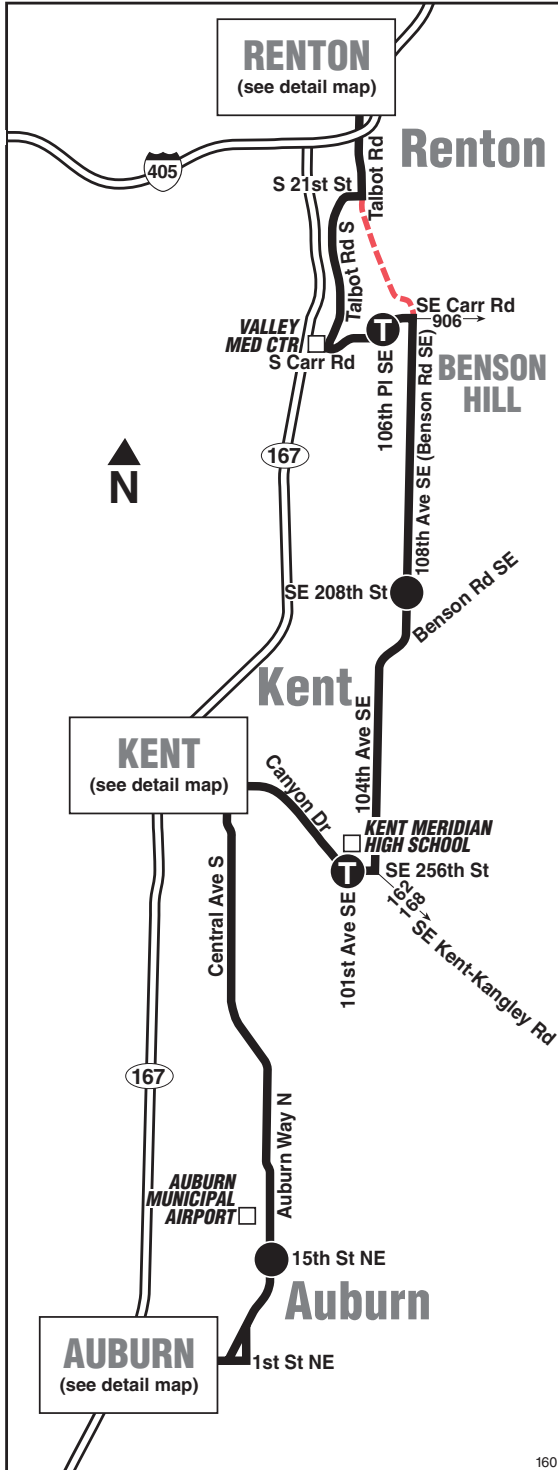 RENTON
(see detail map)
Renton
405
Talbot Rd
S 21st St
Talbot Rd S
SE Carr Rd
906
VALLEY
MED CTR
S Carr Rd
T
106th Pl SE
BENSON
HILL
108th Ave SE (Benson Rd SE)
N
167
SE 208th St
Benson Rd SE
Kent
KENT
(see detail map)
104th Ave SE
Canyon Dr
KENT MERIDIAN
HIGH SCHOOL
T
SE 256th St
101st Ave SE
162
168
SE Kent-Kangley Rd
Central Ave S
167
Auburn Way N
AUBURN
MUNICIPAL
AIRPORT
15th St NE
Auburn
AUBURN
(see detail map)
1st St NE
160